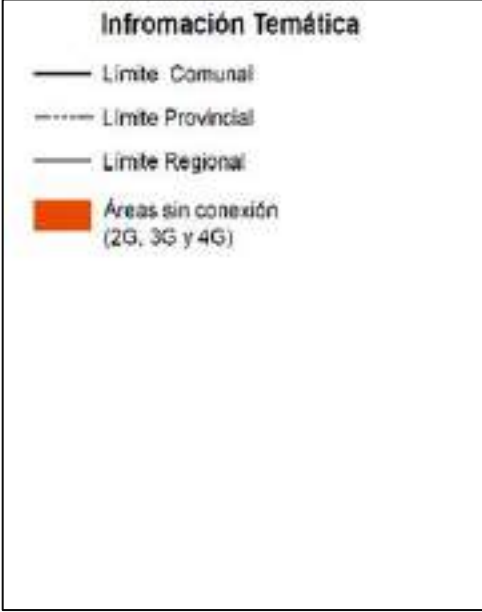 Infromación Temática
Límite Comunal
Límite Provincial
Límite Regional
Áreas sin conexión
(2G, 3G y 4G)